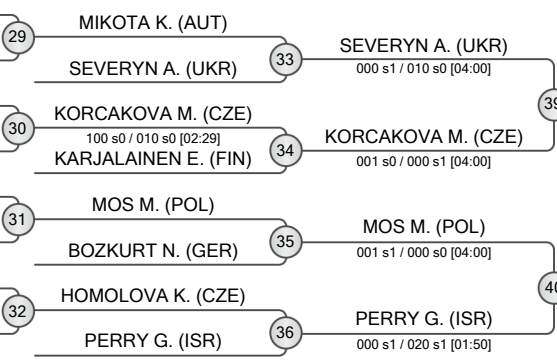 29
MIKOTA K. (AUT)
SEVERYN A. (UKR)
33
SEVERYN A. (UKR)
000 s1 / 010 s0 [04:00]
39
30
KORCAKOVA M. (CZE)
100 s0 / 010 s0 [02:29]
KARJALAINEN E. (FIN)
34
KORCAKOVA M. (CZE)
001 s0 / 000 s1 [04:00]
31
MOS M. (POL)
BOZKURT N. (GER)
35
MOS M. (POL)
001 s1 / 000 s0 [04:00]
40
32
HOMOLOVA K. (CZE)
PERRY G. (ISR)
36
PERRY G. (ISR)
000 s1 / 020 s1 [01:50]